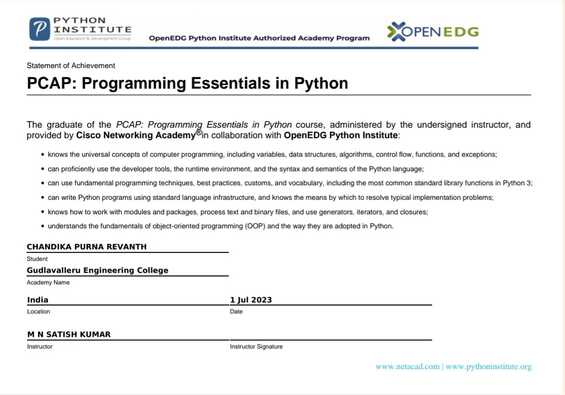 PYTHON
INSTITUTE
Open Education & Development Group
OpenEDG Python Institute Authorized Academy Program
OPENEDG
Statement of Achievement
PCAP: Programming Essentials in Python
The graduate of the PCAP: Programming Essentials in Python course, administered by the undersigned instructor, and
provided by Cisco Networking Academy® in collaboration with OpenEDG Python Institute:
• knows the universal concepts of computer programming, including variables, data structures, algorithms, control flow, functions, and exceptions;
• can proficiently use the developer tools, the runtime environment, and the syntax and semantics of the Python language;
• can use fundamental programming techniques, best practices, customs, and vocabulary, including the most common standard library functions in Python 3;
• can write Python programs using standard language infrastructure, and knows the means by which to resolve typical implementation problems;
• knows how to work with modules and packages, process text and binary files, and use generators, iterators, and closures;
• understands the fundamentals of object-oriented programming (OOP) and the way they are adopted in Python.
CHANDIKA PURNA REVANTH
Student
Gudlavalleru Engineering College
Academy Name
India 1 Jul 2023
Location Date
M N SATISH KUMAR
Instructor Instructor Signature
www.netacad.com | www.pythoninstitute.org